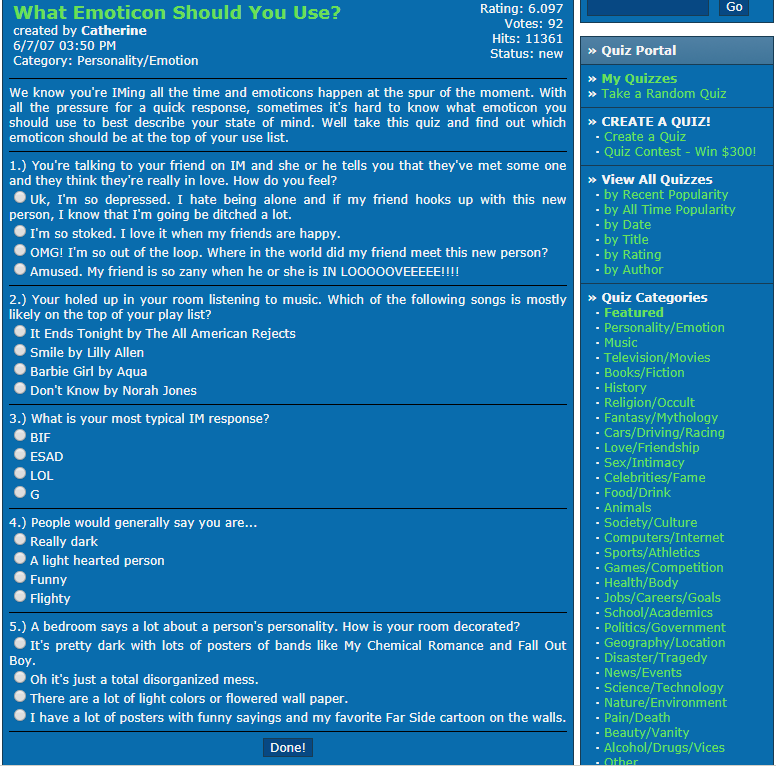 What Emoticon Should You Use?
created by Catherine
6/7/07 03:50 PM
Category: Personality/Emotion
Rating: 6.097
Votes: 92
Hits: 11361
Status: new
We know you're IMing all the time and emoticons happen at the spur of the moment. With
all the pressure for a quick response, sometimes it's hard to know what emoticon you
should use to best describe your state of mind. Well take this quiz and find out which
emoticon should be at the top of your use list.
1.) You're talking to your friend on IM and she or he tells you that they've met some one
and they think they're really in love. How do you feel?
Uk, I'm so depressed. I hate being alone and if my friend hooks up with this new
person, I know that I'm going be ditched a lot.
I'm so stoked. I love it when my friends are happy.
OMG! I'm so out of the loop. Where in the world did my friend meet this new person?
Amused. My friend is so zany when he or she is IN LOOOOOVEEEEE!!!!
2.) Your holed up in your room listening to music. Which of the following songs is mostly
likely on the top of your play list?
It Ends Tonight by The All American Rejects
Smile by Lilly Allen
Barbie Girl by Aqua
Don't Know by Norah Jones
3.) What is your most typical IM response?
BIF
ESAD
LOL
G
4.) People would generally say you are...
Really dark
A light hearted person
Funny
Flighty
5.) A bedroom says a lot about a person's personality. How is your room decorated?
It's pretty dark with lots of posters of bands like My Chemical Romance and Fall Out
Boy.
Oh it's just a total disorganized mess.
There are a lot of light colors or flowered wall paper.
I have a lot of posters with funny sayings and my favorite Far Side cartoon on the walls.
Done!
Go
» Quiz Portal
» My Quizzes
» Take a Random Quiz
» CREATE A QUIZ!
· Create a Quiz
· Quiz Contest - Win $300!
» View All Quizzes
· by Recent Popularity
· by All Time Popularity
· by Date
· by Title
· by Rating
· by Author
» Quiz Categories
· Featured
· Personality/Emotion
· Music
· Television/Movies
· Books/Fiction
· History
· Religion/Occult
· Fantasy/Mythology
· Cars/Driving/Racing
· Love/Friendship
· Sex/Intimacy
· Celebrities/Fame
· Food/Drink
· Animals
· Society/Culture
· Computers/Internet
· Sports/Athletics
· Games/Competition
· Health/Body
· Jobs/Careers/Goals
· School/Academics
· Politics/Government
· Geography/Location
· Disaster/Tragedy
· News/Events
· Science/Technology
· Nature/Environment
· Pain/Death
· Beauty/Vanity
· Alcohol/Drugs/Vices
· Other